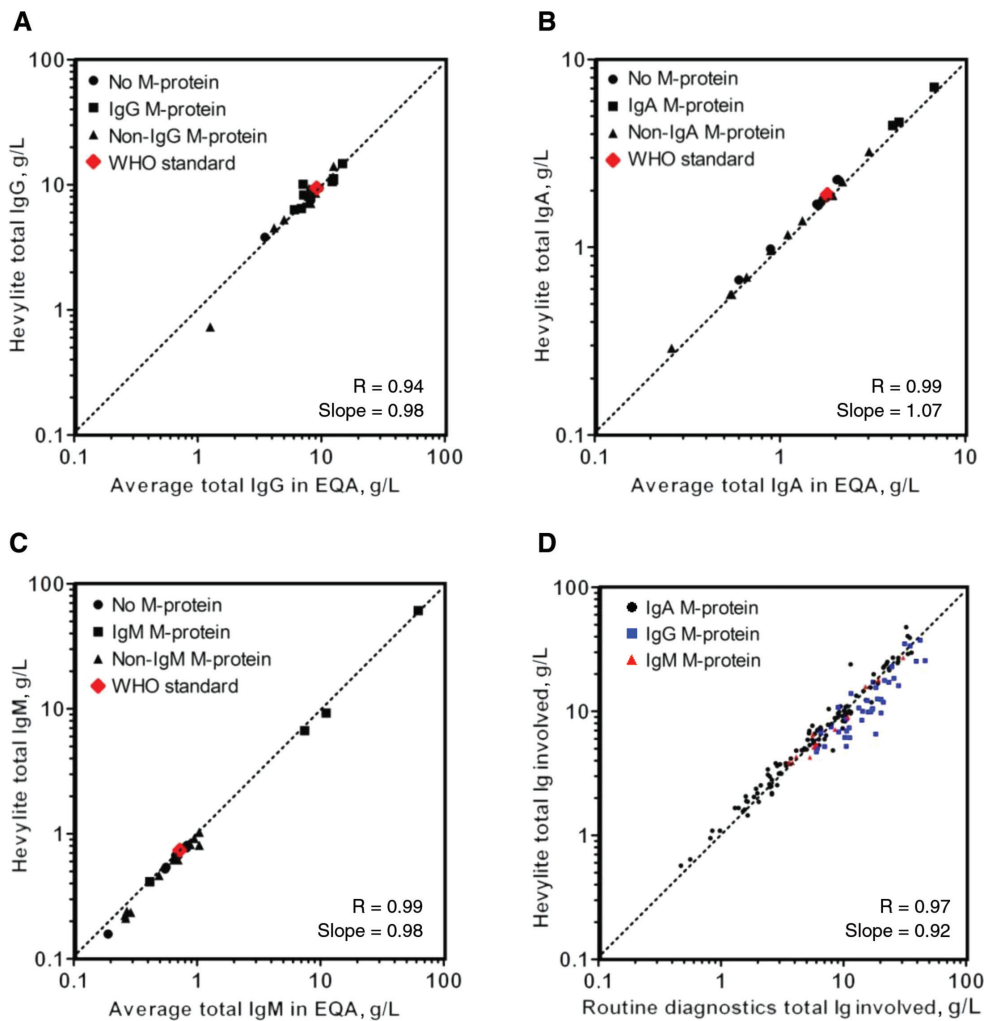 A
Hevylite total IgG, g/L
100
10
1
0.1
No M-protein
IgG M-protein
Non-IgG M-protein
WHO standard
R = 0.94
Slope = 0.98
0.1 1 10 100
Average total IgG in EQA, g/L
B
Hevylite total IgA, g/L
10
1
0.1
No M-protein
IgA M-protein
Non-IgA M-protein
WHO standard
R = 0.99
Slope = 1.07
0.1 1 10
Average total IgA in EQA, g/L
C
Hevylite total IgM, g/L
100
10
1
0.1
No M-protein
IgM M-protein
Non-IgM M-protein
WHO standard
R = 0.99
Slope = 0.98
0.1 1 10 100
Average total IgM in EQA, g/L
D
Hevylite total Ig involved, g/L
100
10
1
0.1
IgA M-protein
IgG M-protein
IgM M-protein
R = 0.97
Slope = 0.92
0.1 1 10 100
Routine diagnostics total Ig involved, g/L